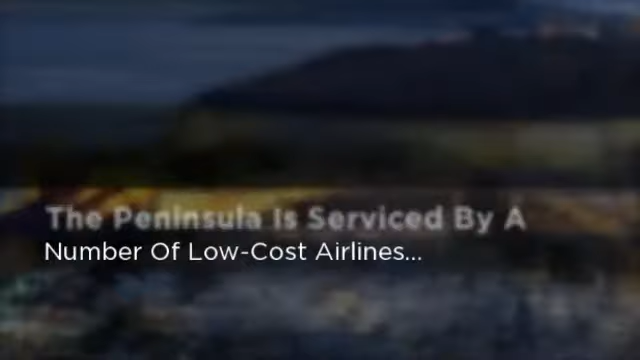 The Peninsula Is Serviced By A
Number Of Low-Cost Airlines...